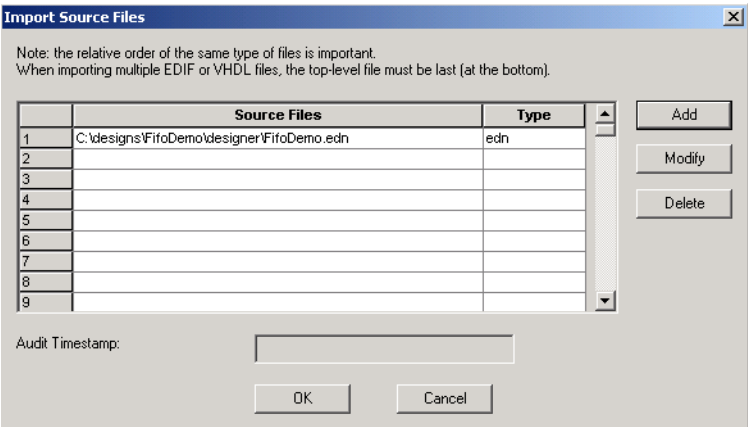 Import Source Files
Note: the relative order of the same type of files is important.
When importing multiple EDIF or VHDL files, the top-level file must be last (at the bottom).
Source Files Type
1 C:\designs\FifoDemo\designer\FifoDemo.edn edn
2
3
4
5
6
7
8
9
Add
Modify
Delete
Audit Timestamp:
OK Cancel